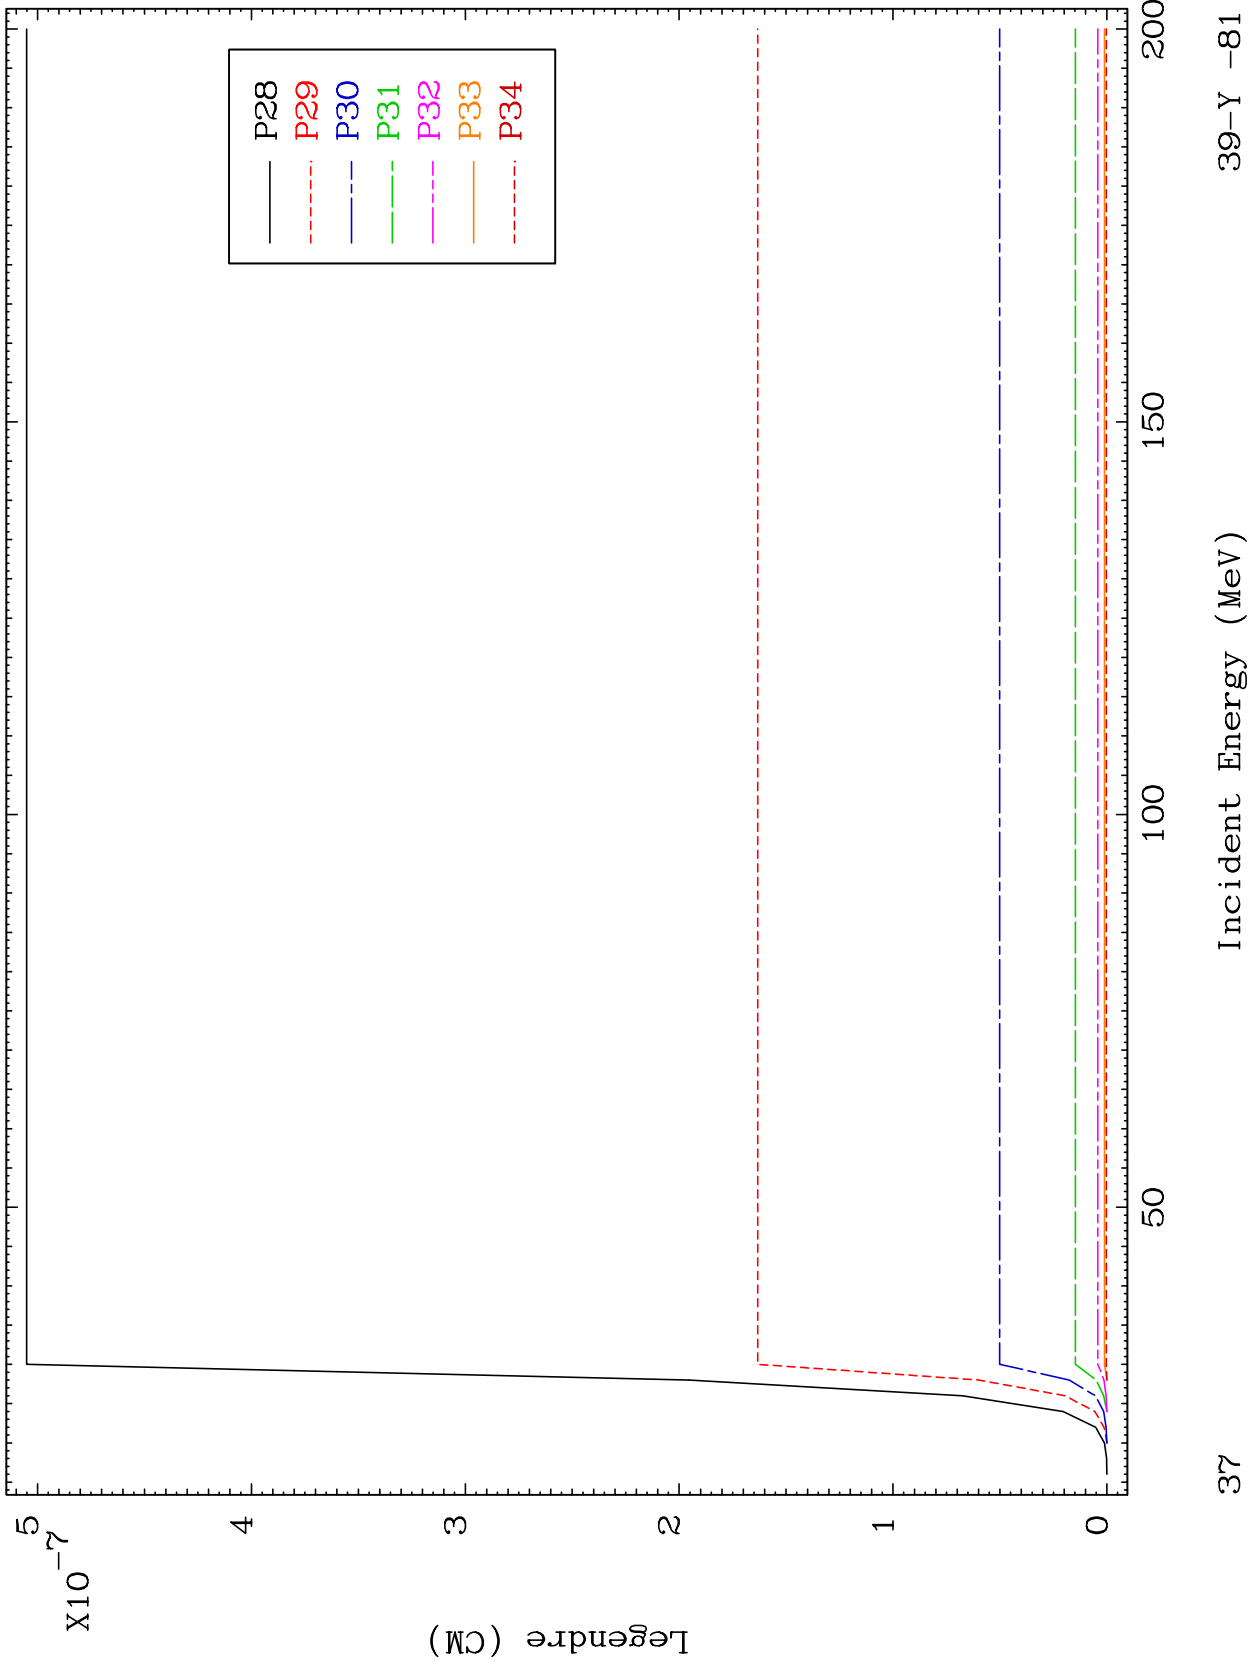 X10 -7
5
4
3
2
1
0
Legendre (CM)
P28
P29
P30
P31
P32
P33
P34
50
100
150
200
Incident Energy (MeV)
37
39-Y -81